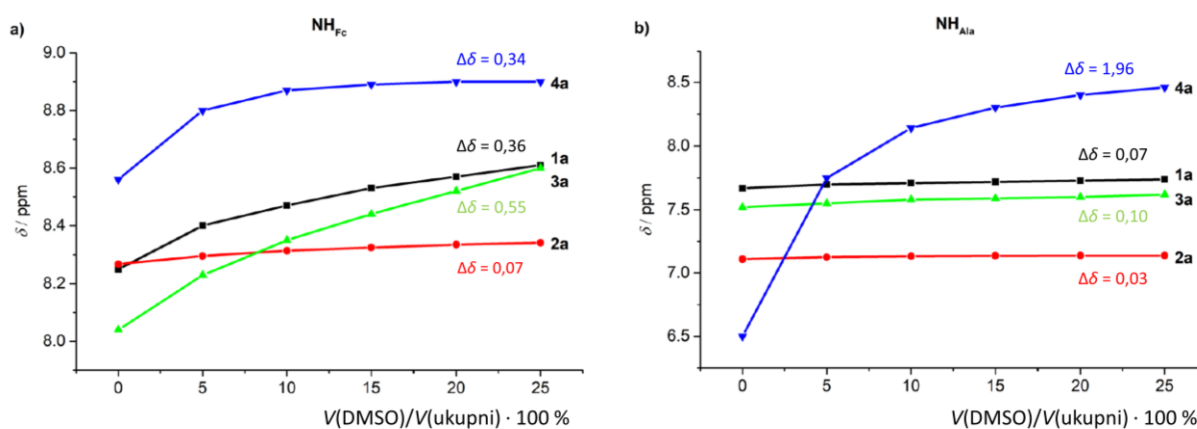 a)
NH_Fc
δ / ppm
9.0
8.8
8.6
8.4
8.2
8.0
Δδ = 0,34
4a
Δδ = 0,36
1a
3a
Δδ = 0,55
2a
Δδ = 0,07
0 5 10 15 20 25
V(DMSO)/V(ukupni) · 100 %
b)
NH_Ala
δ / ppm
8.5
8.0
7.5
7.0
6.5
Δδ = 1,96
4a
Δδ = 0,07
1a
3a
Δδ = 0,10
2a
Δδ = 0,03
0 5 10 15 20 25
V(DMSO)/V(ukupni) · 100 %